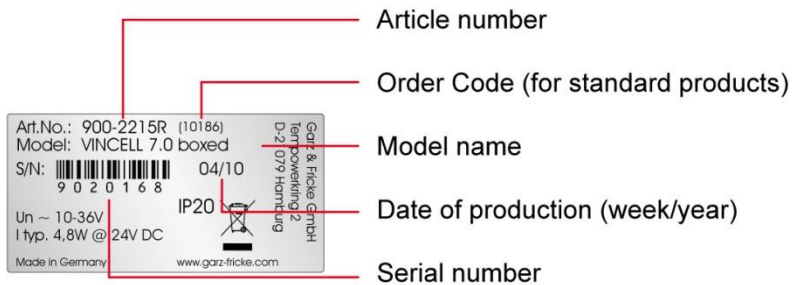 Article number
Order Code (for standard products)
Model name
Date of production (week/year)
Serial number
Art.No.: 900-2215R (10186)
Model: VINCELL 7.0 boxed
S/N:
9020168
04/10
IP20
Un ~ 10-36V
I typ. 4,8W @ 24V DC
Made in Germany
www.garz-fricke.com
Garz & Fricke GmbH
Tempowerkring 2
D-21079 Hamburg